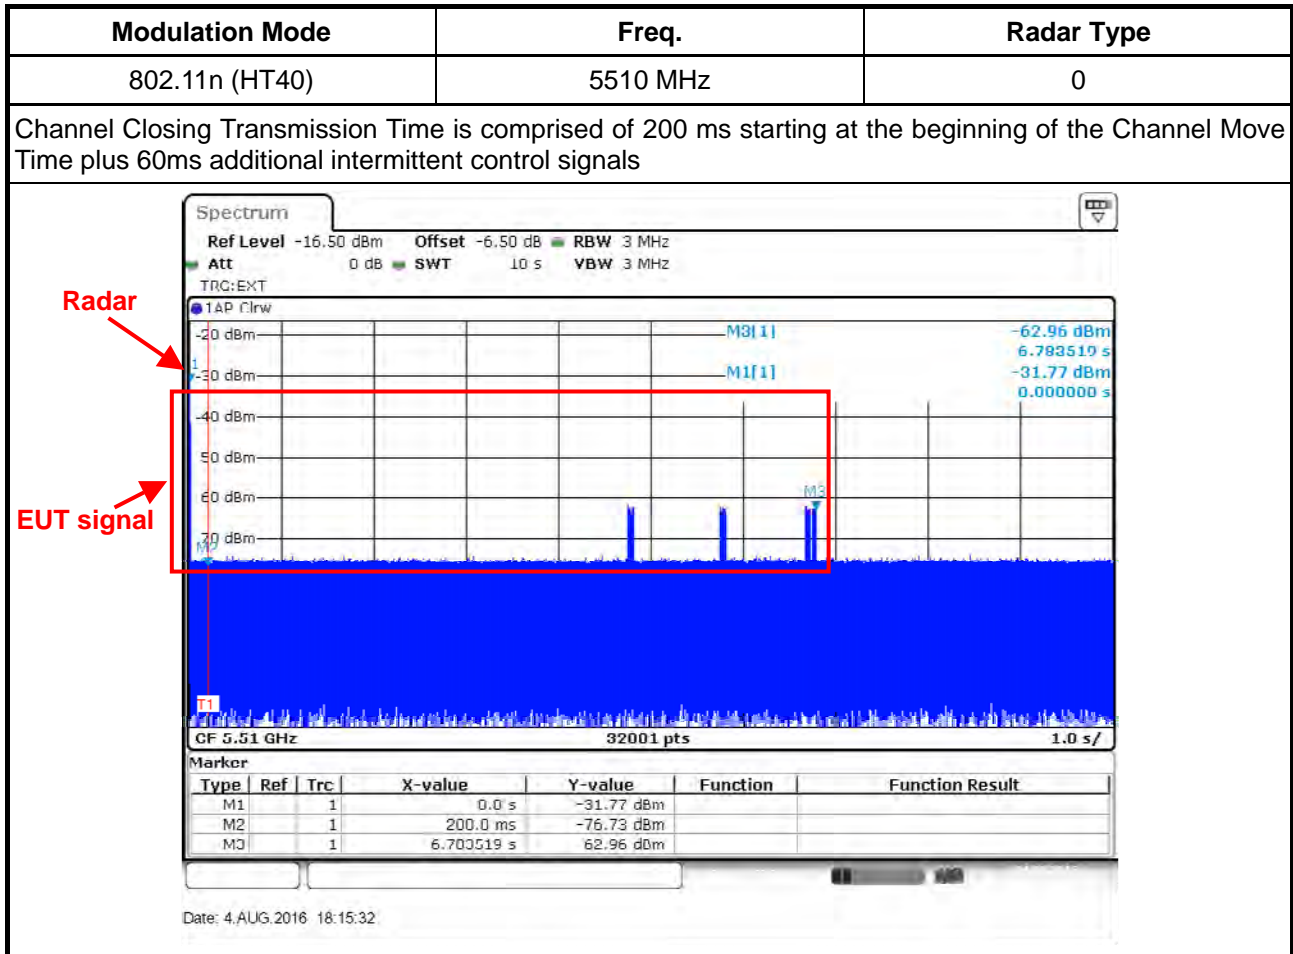 Modulation Mode Freq. Radar Type
802.11n (HT40) 5510 MHz 0
Channel Closing Transmission Time is comprised of 200 ms starting at the beginning of the Channel Move
Time plus 60ms additional intermittent control signals
Spectrum
Ref Level -16.50 dBm Offset -6.50 dB RBW 3 MHz
Att 0 dB SWT 10 s VBW 3 MHz
TRG:EXT
1AP Clrw
Radar
-20 dBm M3[1] -62.96 dBm
6.783519 s
1
-30 dBm M1[1] -31.77 dBm
0.000000 s
-40 dBm
50 dBm
60 dBm M3
EUT signal
70 dBm
M2
T1
CF 5.51 GHz 32001 pts 1.0 s/
Marker
Type Ref Trc X-value Y-value Function Function Result
M1 1 0.0 s -31.77 dBm
M2 1 200.0 ms -76.73 dBm
M3 1 6.783519 s 62.96 dBm
Date: 4.AUG.2016 18:15:32